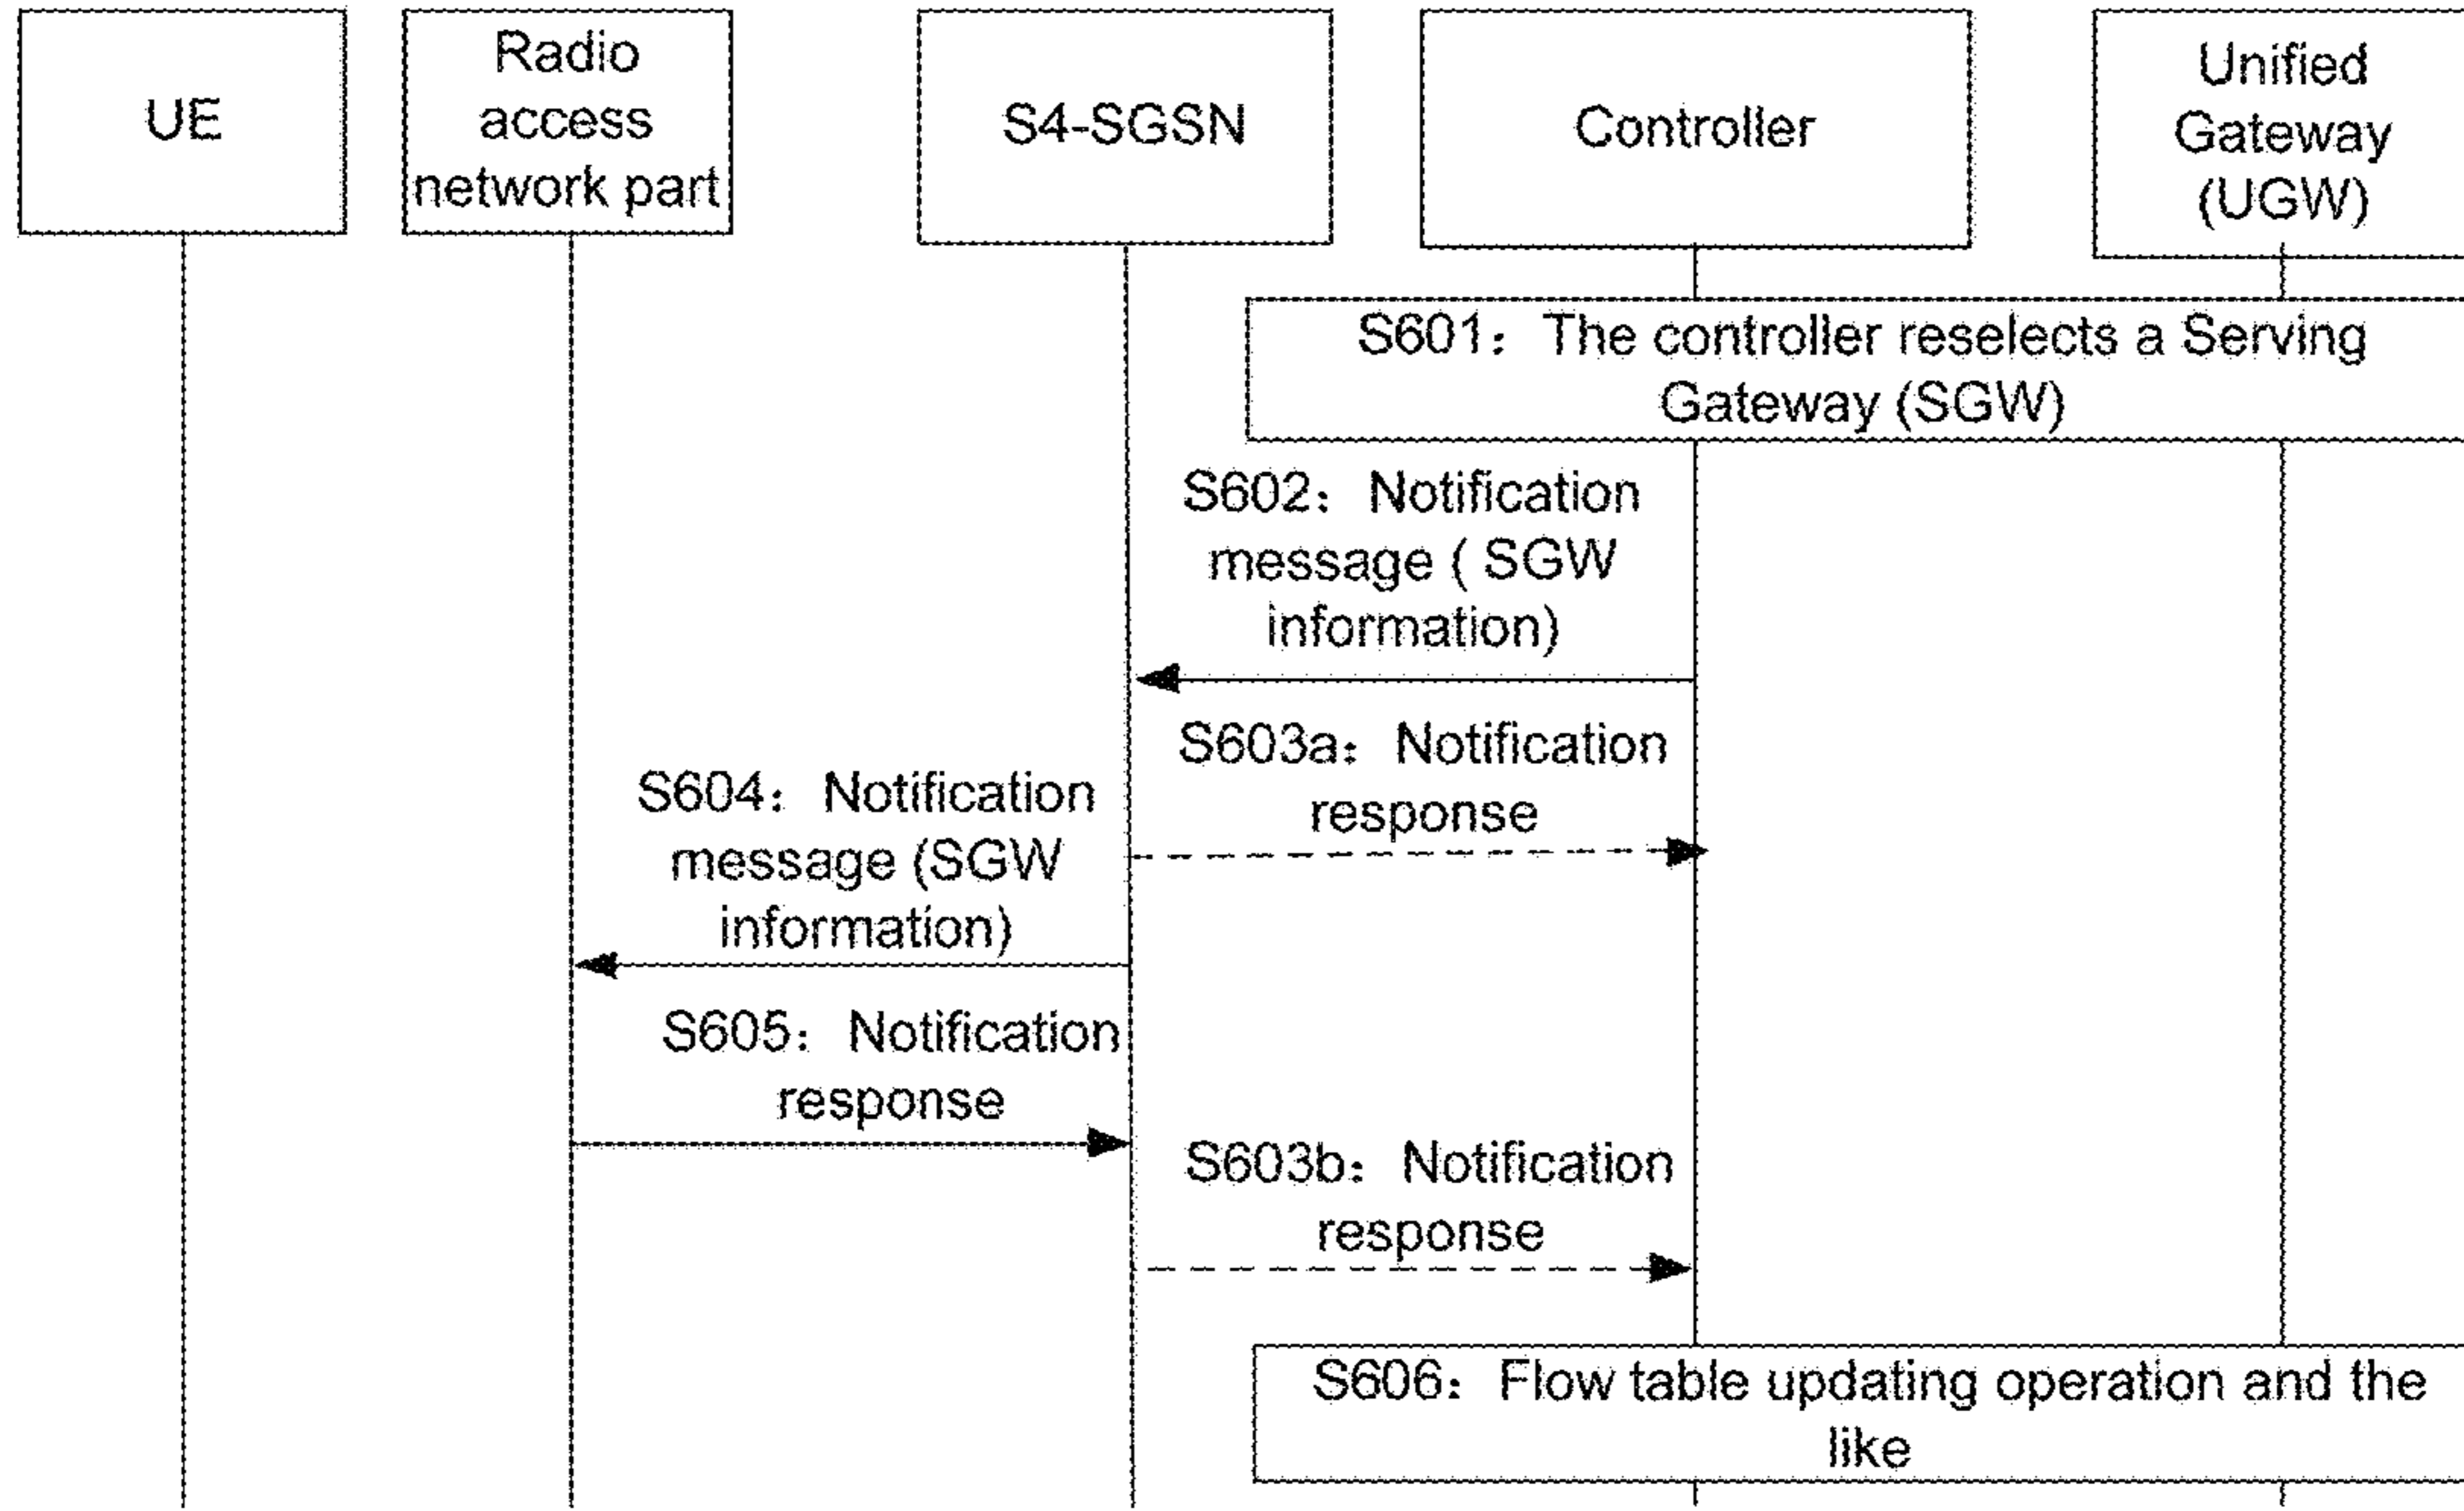 UE
Radio
access
network part
S4-SGSN
Controller
Unified
Gateway
(UGW)
S601：The controller reselects a Serving
Gateway (SGW)
S602：Notification
message ( SGW
information)
S603a：Notification
response
S604：Notification
message (SGW
information)
S605：Notification
response
S603b：Notification
response
S606：Flow table updating operation and the
like